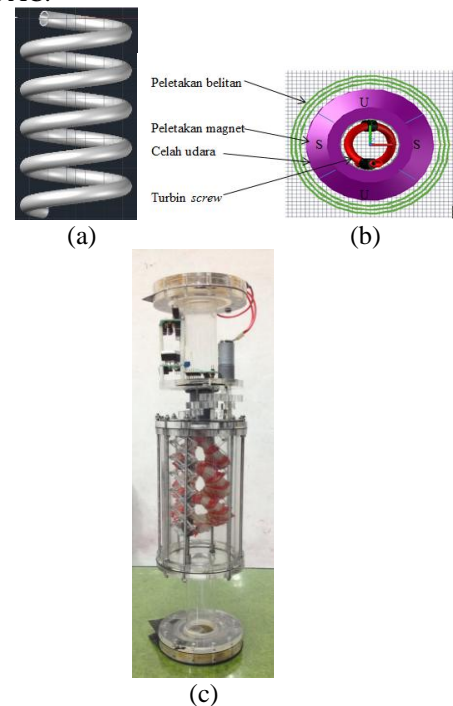 Peletakan belitan
Peletakan magnet
Celah udara
Turbin screw
U
S
S
U
(a)
(b)
(c)